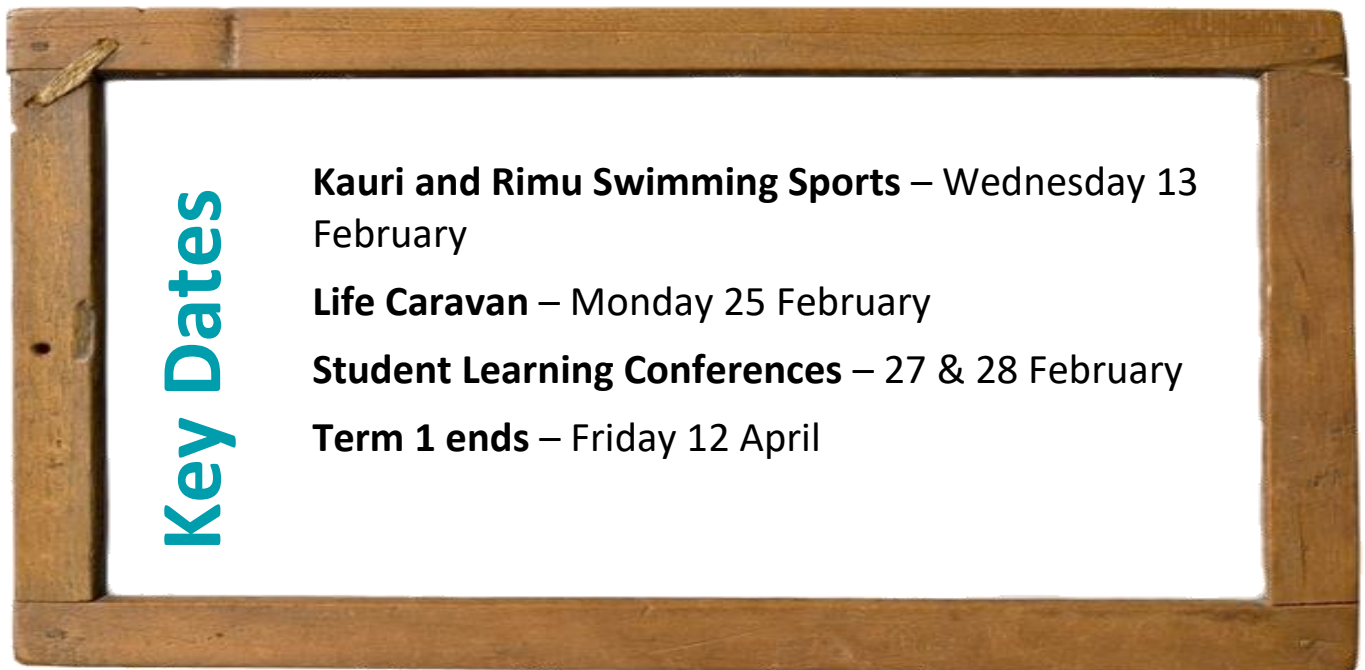 Key Dates
Kauri and Rimu Swimming Sports – Wednesday 13
February
Life Caravan – Monday 25 February
Student Learning Conferences – 27 & 28 February
Term 1 ends – Friday 12 April